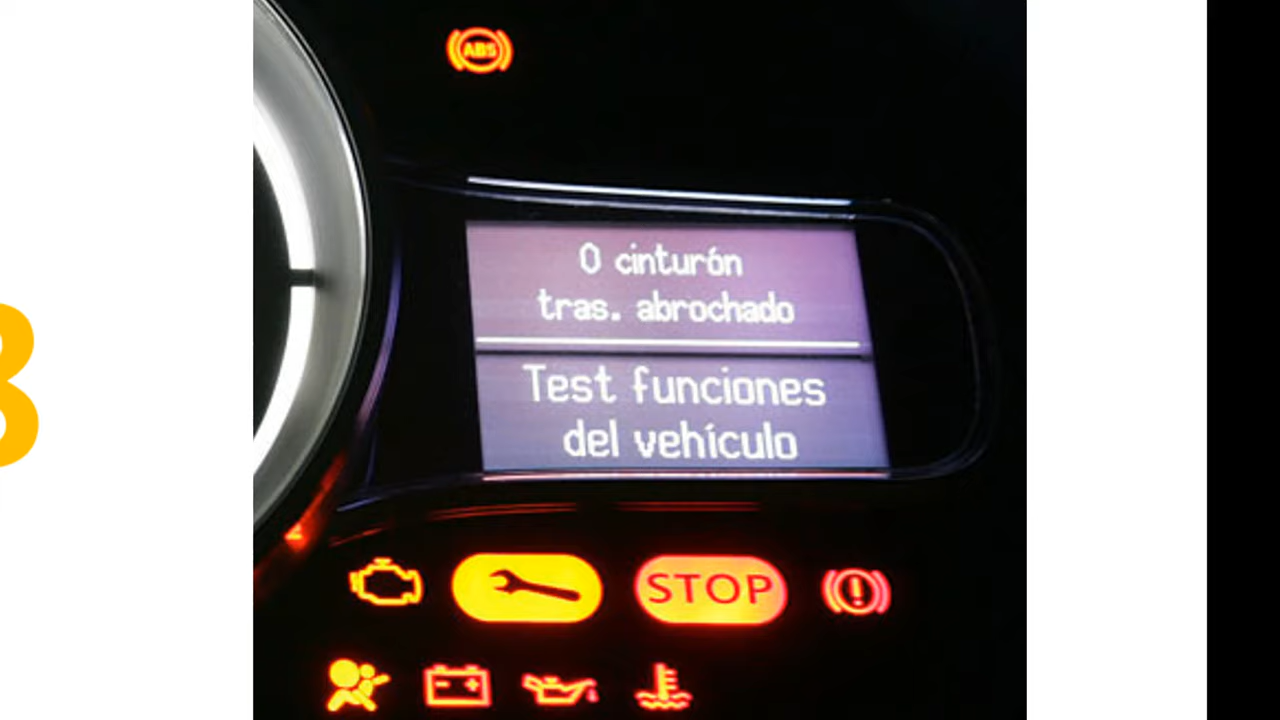 ABS
0 cinturón
tras. abrochado
Test funciones
del vehículo
STOP